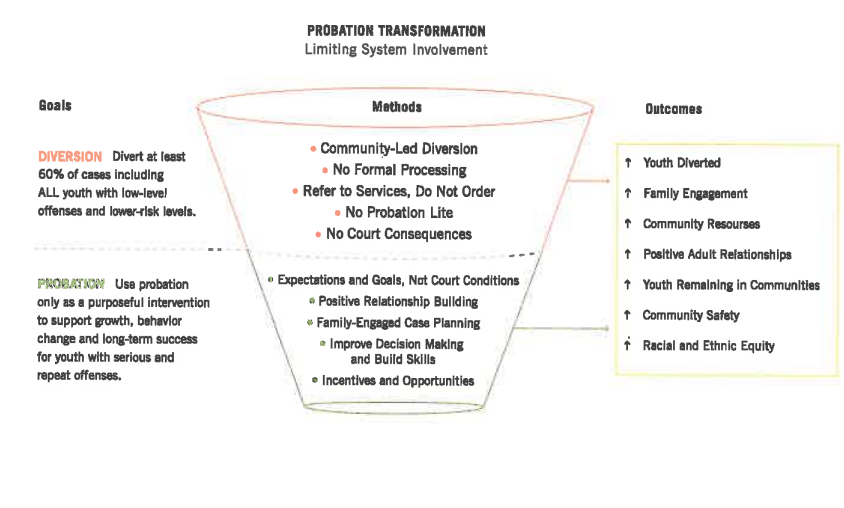 PROBATION TRANSFORMATION
Limiting System Involvement
Goals
Methods
Outcomes
DIVERSION Divert at least
60% of cases including
ALL youth with low-level
offenses and lower-risk levels.
PROBATION Use probation
only as a purposeful intervention
to support growth, behavior
change and long-term success
for youth with serious and
repeat offenses.
• Community-Led Diversion
• No Formal Processing
• Refer to Services, Do Not Order
• No Probation Lite
• No Court Consequences
• Expectations and Goals, Not Court Conditions
• Positive Relationship Building
• Family-Engaged Case Planning
• Improve Decision Making
and Build Skills
• Incentives and Opportunities
↑ Youth Diverted
↑ Family Engagement
↑ Community Resourses
↑ Positive Adult Relationships
↑ Youth Remaining in Communities
↑ Community Safety
↑ Racial and Ethnic Equity